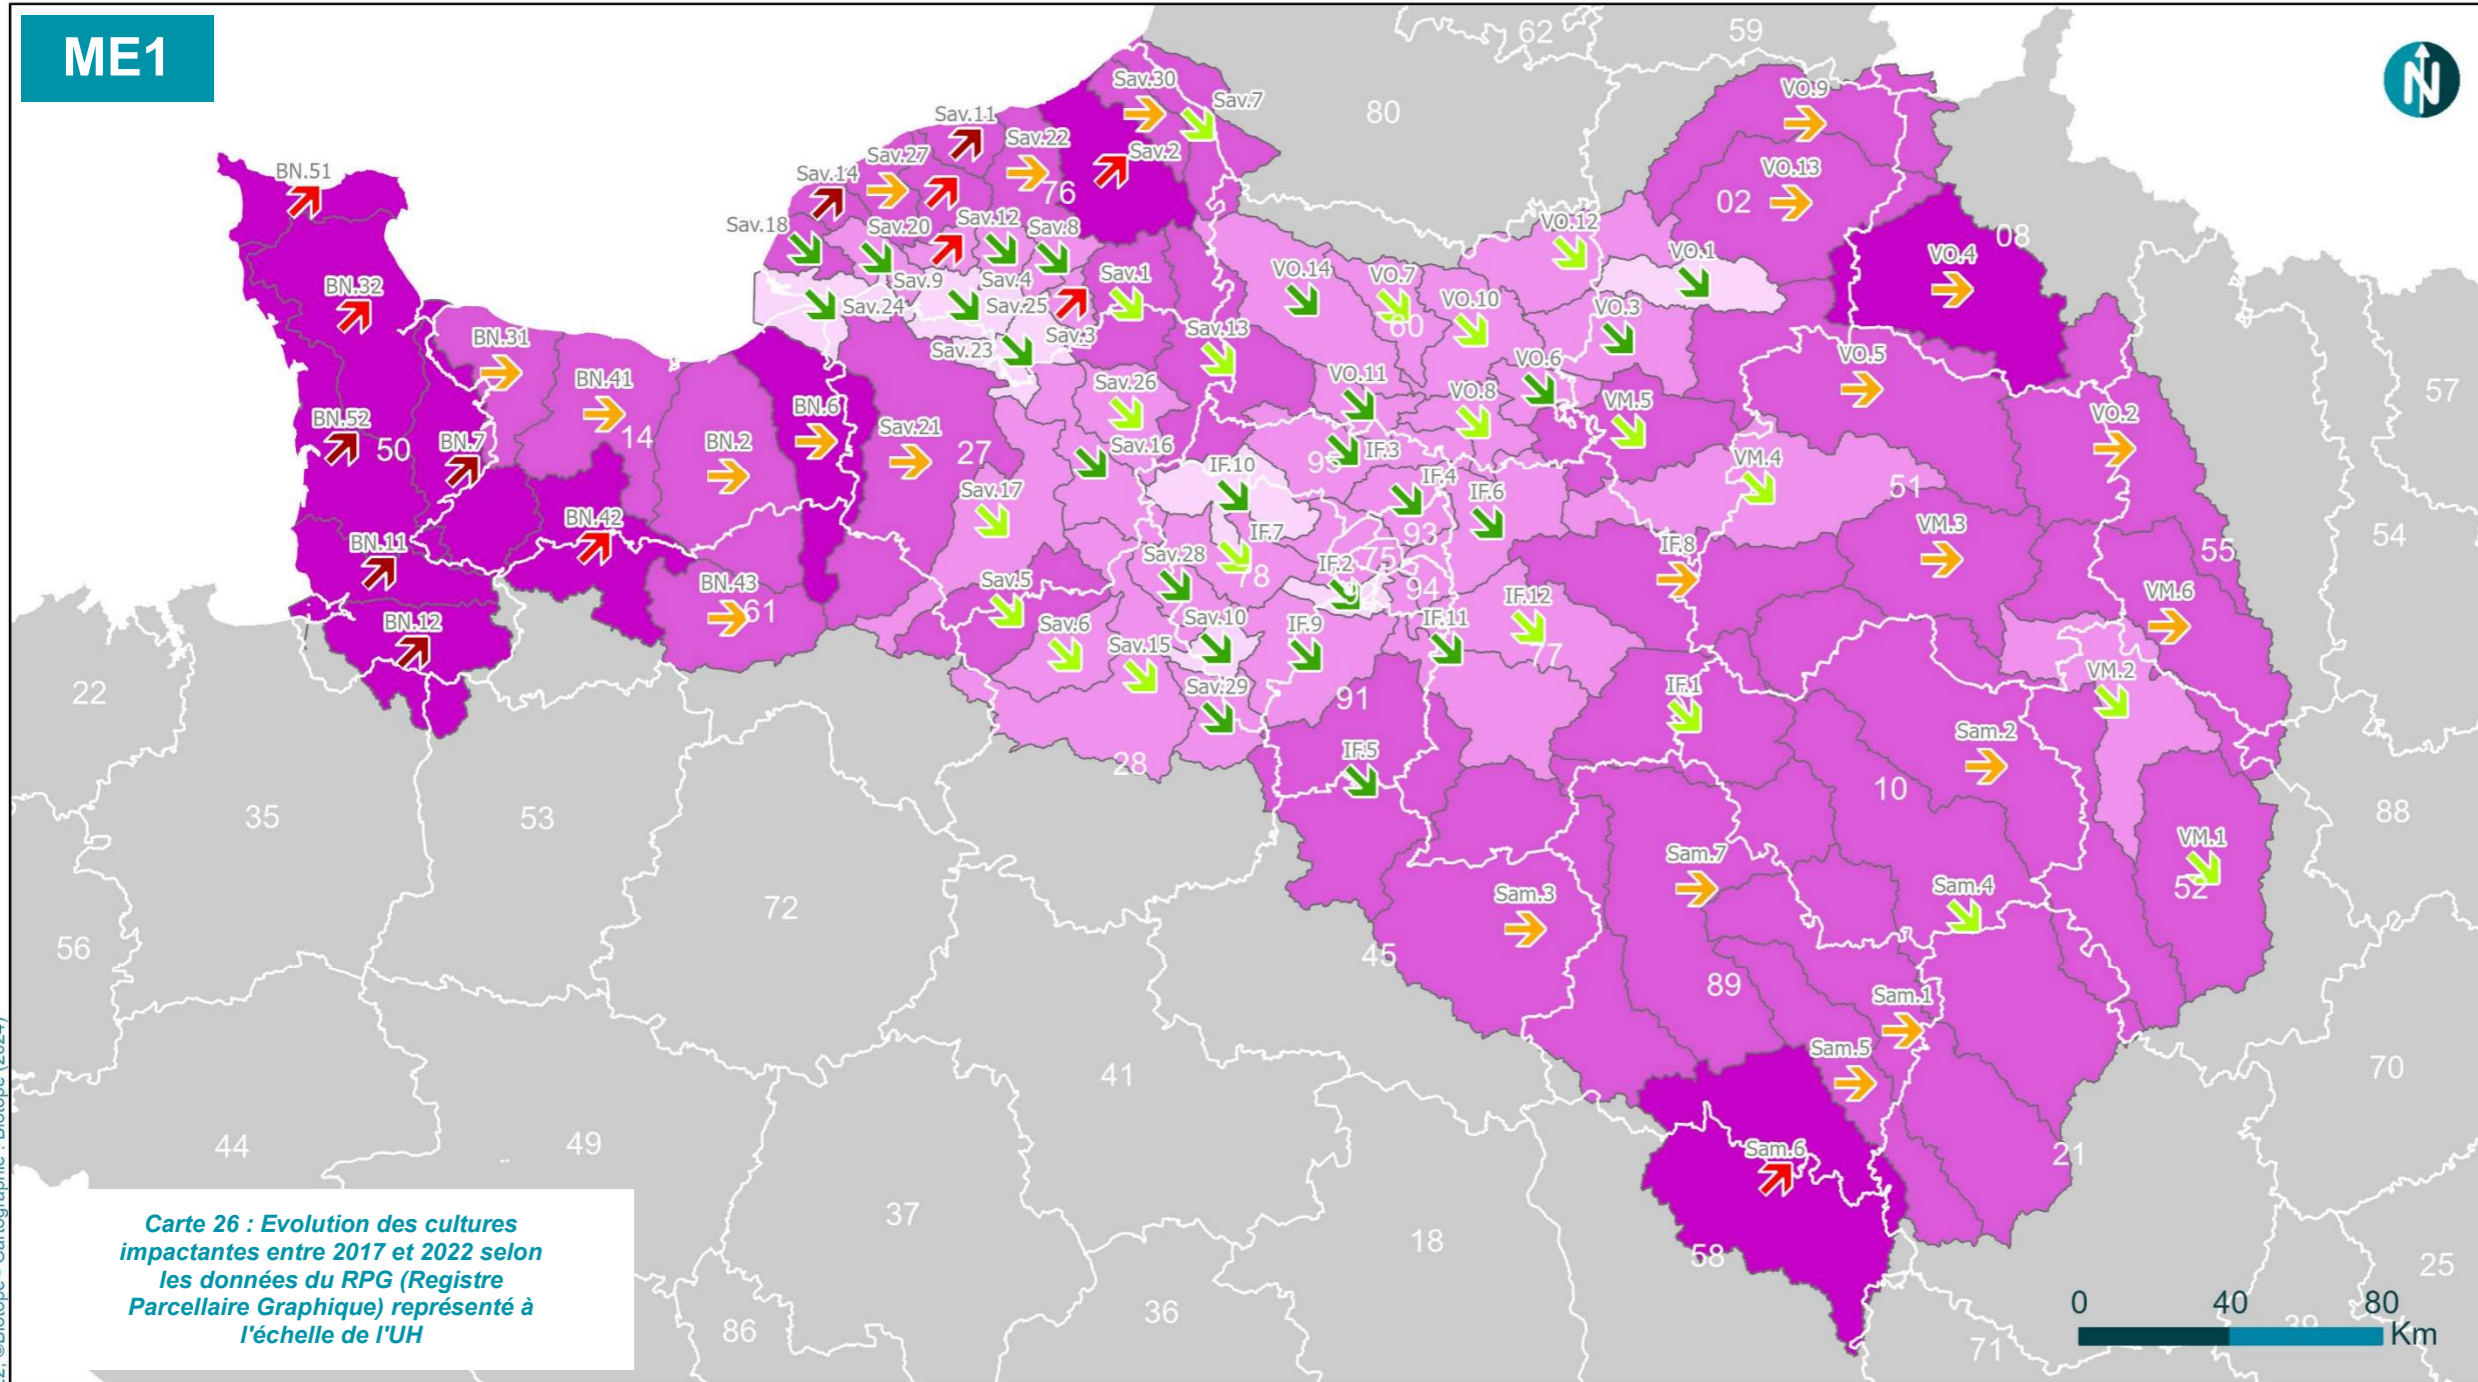 ME1
62
59
Sav.30
VO.9
Sav.7
80
Sav.11
Sav.22
Sav.2
Sav.27
VO.13
BN.51
Sav.14
76
02
Sav.18
Sav.20
Sav.12
Sav.8
VO.12
08
VO.1
VO.4
BN.32
Sav.9
Sav.4
Sav.1
VO.14
VO.7
VO.10
VO.3
Sav.24
Sav.25
Sav.3
Sav.13
60
BN.31
Sav.23
VO.6
VO.5
BN.41
Sav.26
VO.11
VO.8
57
BN.52
50
BN.7
14
BN.2
BN.6
Sav.21
27
Sav.16
VM.5
VO.2
IF.10
IF.3
VM.4
Sav.17
IF.4
IF.6
51
BN.42
IF.7
93
VM.3
54
BN.11
Sav.28
75
IF.8
55
BN.43
61
Sav.5
78
IF.2
94
IF.12
VM.6
BN.12
Sav.6
Sav.10
IF.9
IF.11
77
Sav.15
VM.2
22
Sav.29
91
IF.1
Sam.2
28
IF.5
10
35
53
88
Sam.7
VM.1
72
Sam.3
Sam.4
52
56
45
89
Sam.1
41
Sam.5
70
44
49
Sam.6
21
37
18
58
25
86
36
71
39
Carte 26 : Evolution des cultures
impactantes entre 2017 et 2022 selon
les données du RPG (Registre
Parcellaire Graphique) représenté à
l'échelle de l'UH
0 40 80
Km
N